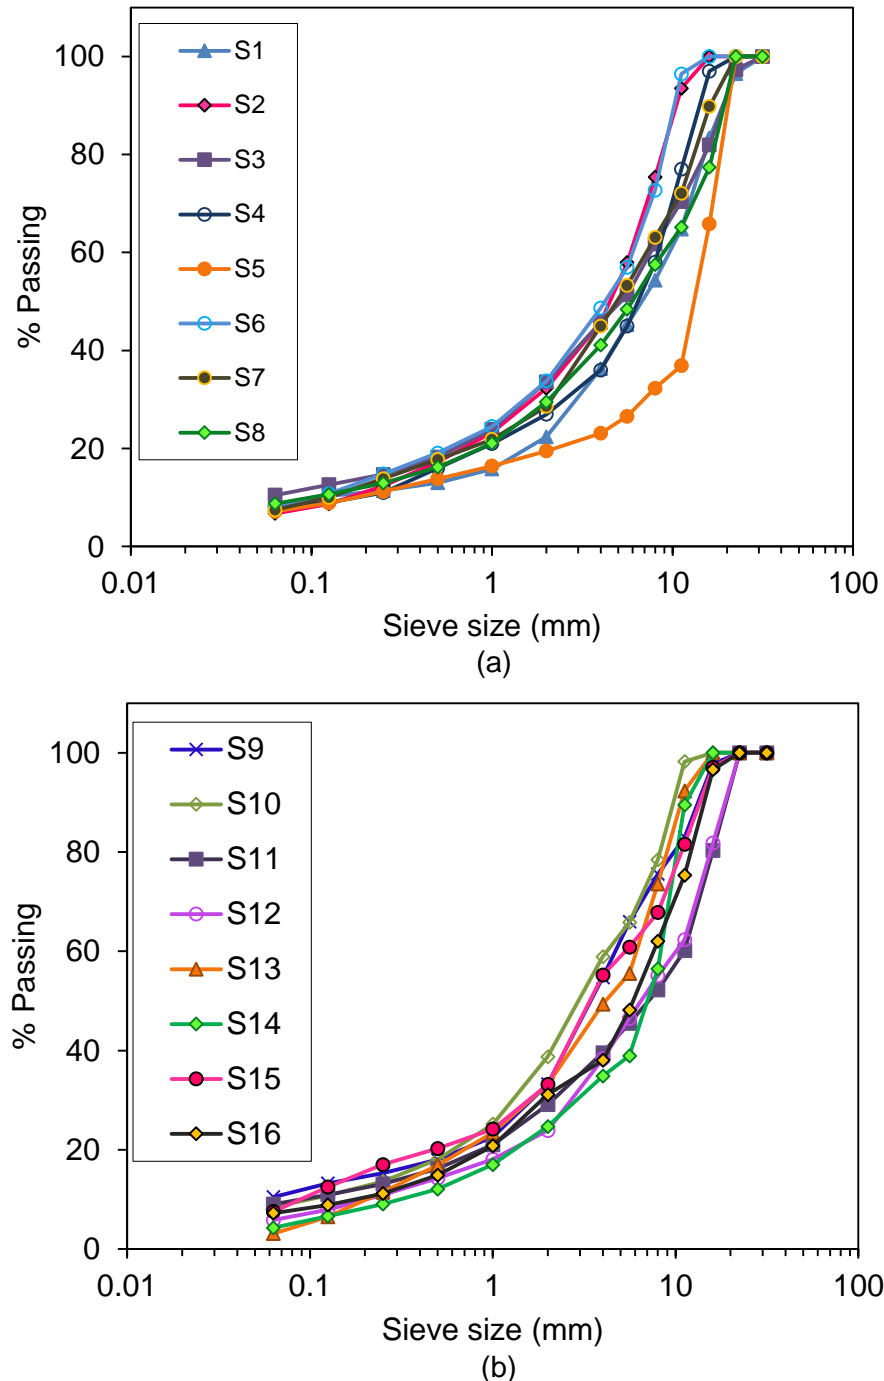 100
80
60
40
20
0
% Passing
S1
S2
S3
S4
S5
S6
S7
S8
0.01
0.1
1
10
100
Sieve size (mm)
(a)
100
80
60
40
20
0
% Passing
S9
S10
S11
S12
S13
S14
S15
S16
0.01
0.1
1
10
100
Sieve size (mm)
(b)